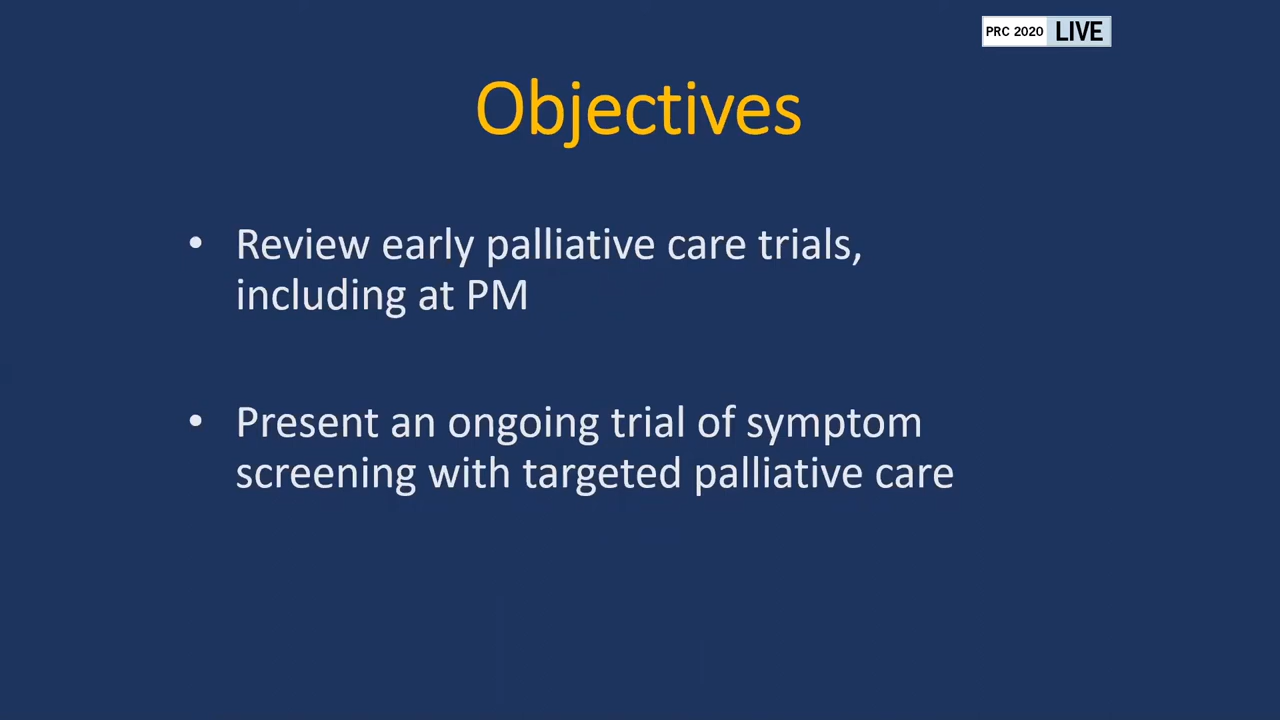 PRC 2020 LIVE
Objectives
• Review early palliative care trials,
including at PM
• Present an ongoing trial of symptom
screening with targeted palliative care